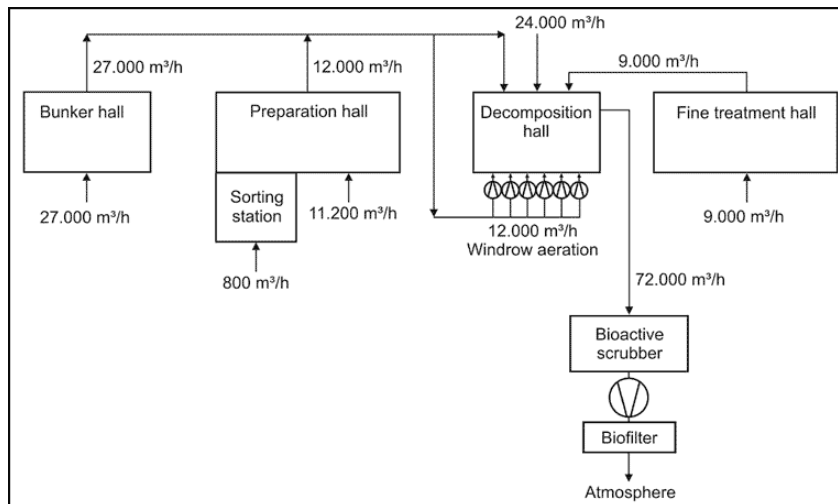 24.000 m³/h
27.000 m³/h
12.000 m³/h
9.000 m³/h
Bunker hall
Preparation hall
Decomposition
hall
Fine treatment hall
Sorting
station
27.000 m³/h
11.200 m³/h
12.000 m³/h
Windrow aeration
9.000 m³/h
800 m³/h
72.000 m³/h
Bioactive
scrubber
Biofilter
Atmosphere